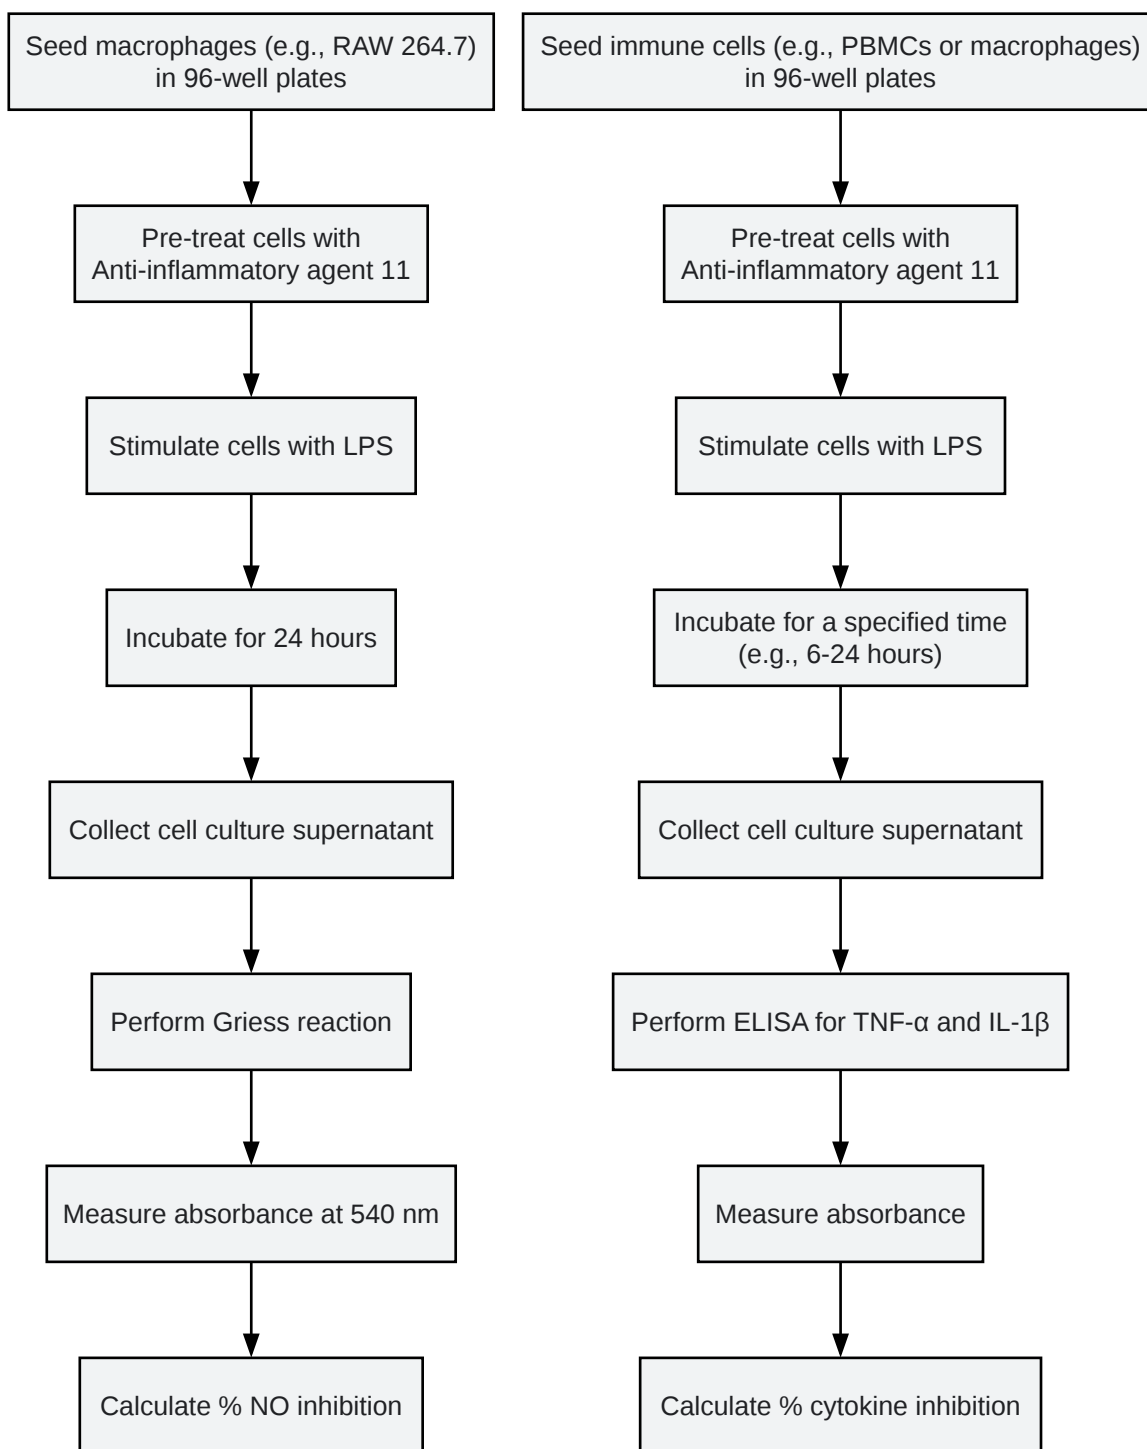 Seed macrophages (e.g., RAW 264.7)
in 96-well plates
Pre-treat cells with
Anti-inflammatory agent 11
Stimulate cells with LPS
Incubate for 24 hours
Collect cell culture supernatant
Perform Griess reaction
Measure absorbance at 540 nm
Calculate % NO inhibition
Seed immune cells (e.g., PBMCs or macrophages)
in 96-well plates
Pre-treat cells with
Anti-inflammatory agent 11
Stimulate cells with LPS
Incubate for a specified time
(e.g., 6-24 hours)
Collect cell culture supernatant
Perform ELISA for TNF-α and IL-1β
Measure absorbance
Calculate % cytokine inhibition